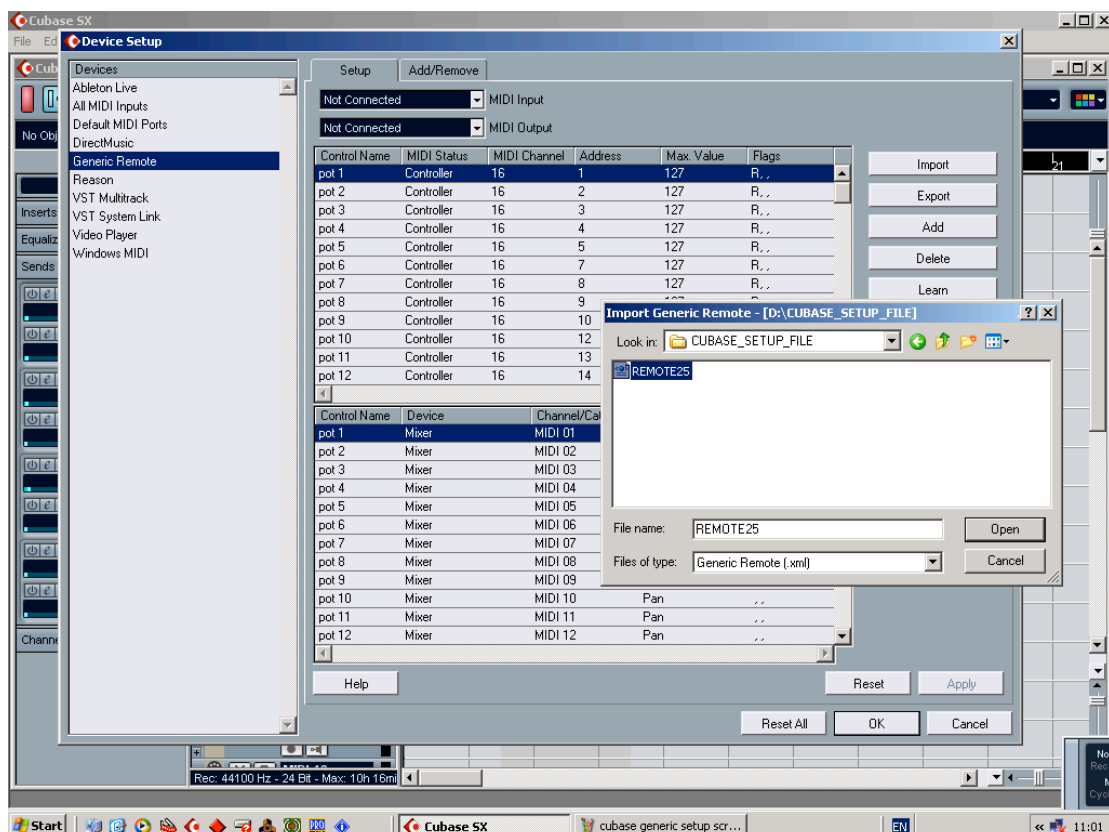 Cubase SX
File Ed
Device Setup
Cub
No Obj
Inserts
Equaliz
Sends
Channe
Devices
Ableton Live
All MIDI Inputs
Default MIDI Ports
DirectMusic
Generic Remote
Reason
VST Multitrack
VST System Link
Video Player
Windows MIDI
Setup Add/Remove
Not Connected MIDI Input
Not Connected MIDI Output
Control Name MIDI Status MIDI Channel Address Max. Value Flags
pot 1 Controller 16 1 127 R, ,
pot 2 Controller 16 2 127 R, ,
pot 3 Controller 16 3 127 R, ,
pot 4 Controller 16 4 127 R, ,
pot 5 Controller 16 5 127 R, ,
pot 6 Controller 16 7 127 R, ,
pot 7 Controller 16 8 127 R, ,
pot 8 Controller 16 9
pot 9 Controller 16 10
pot 10 Controller 16 12
pot 11 Controller 16 13
pot 12 Controller 16 14
Import
Export
Add
Delete
Learn
21
Control Name Device Channel/Cat
pot 1 Mixer MIDI 01
pot 2 Mixer MIDI 02
pot 3 Mixer MIDI 03
pot 4 Mixer MIDI 04
pot 5 Mixer MIDI 05
pot 6 Mixer MIDI 06
pot 7 Mixer MIDI 07
pot 8 Mixer MIDI 08
pot 9 Mixer MIDI 09
pot 10 Mixer MIDI 10 Pan , ,
pot 11 Mixer MIDI 11 Pan , ,
pot 12 Mixer MIDI 12 Pan , ,
Import Generic Remote - [D:\CUBASE_SETUP_FILE]
Look in: CUBASE_SETUP_FILE
REMOTE25
File name: REMOTE25 Open
Files of type: Generic Remote (.xml) Cancel
Help Reset Apply
Reset All OK Cancel
Rec: 44100 Hz - 24 Bit - Max: 10h 16mi
No
Rec
Cyc
Start Cubase SX cubase generic setup scr... EN « 11:01